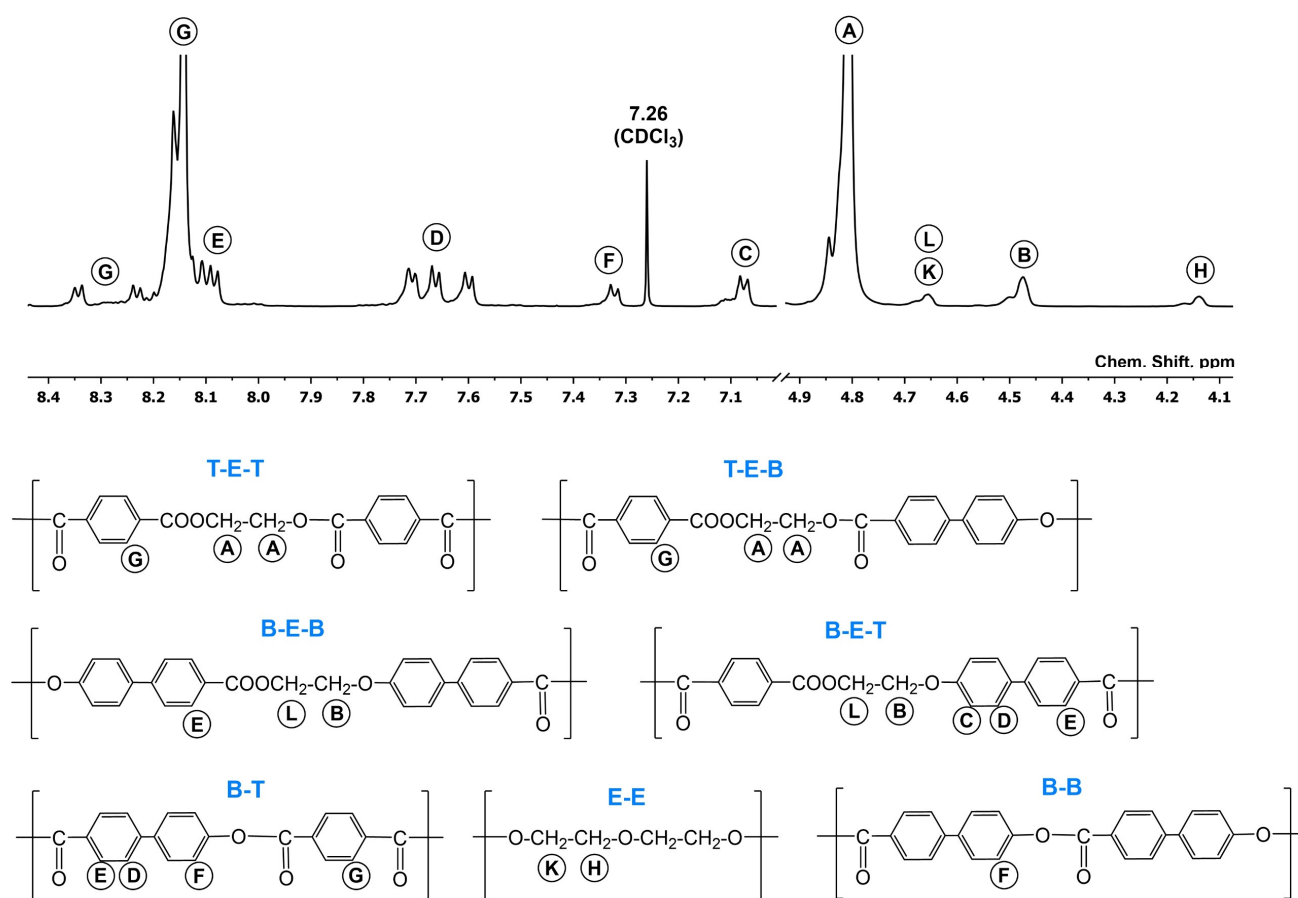 G A
7.26
(CDCl3)
G E D F C L
K B H
Chem. Shift, ppm
8.4 8.3 8.2 8.1 8.0 7.9 7.8 7.7 7.6 7.5 7.4 7.3 7.2 7.1 4.9 4.8 4.7 4.6 4.5 4.4 4.3 4.2 4.1
T-E-T T-E-B
C COOCH2-CH2-O C C C COOCH2-CH2-O C O
O G A A O O O G A A O
B-E-B B-E-T
O COOCH2-CH2-O C C COOCH2-CH2-O C
E L B O O L B C D E O
B-T E-E B-B
C O C C O-CH2-CH2-O-CH2-CH2-O C O C O
O E D F O G O K H O F O